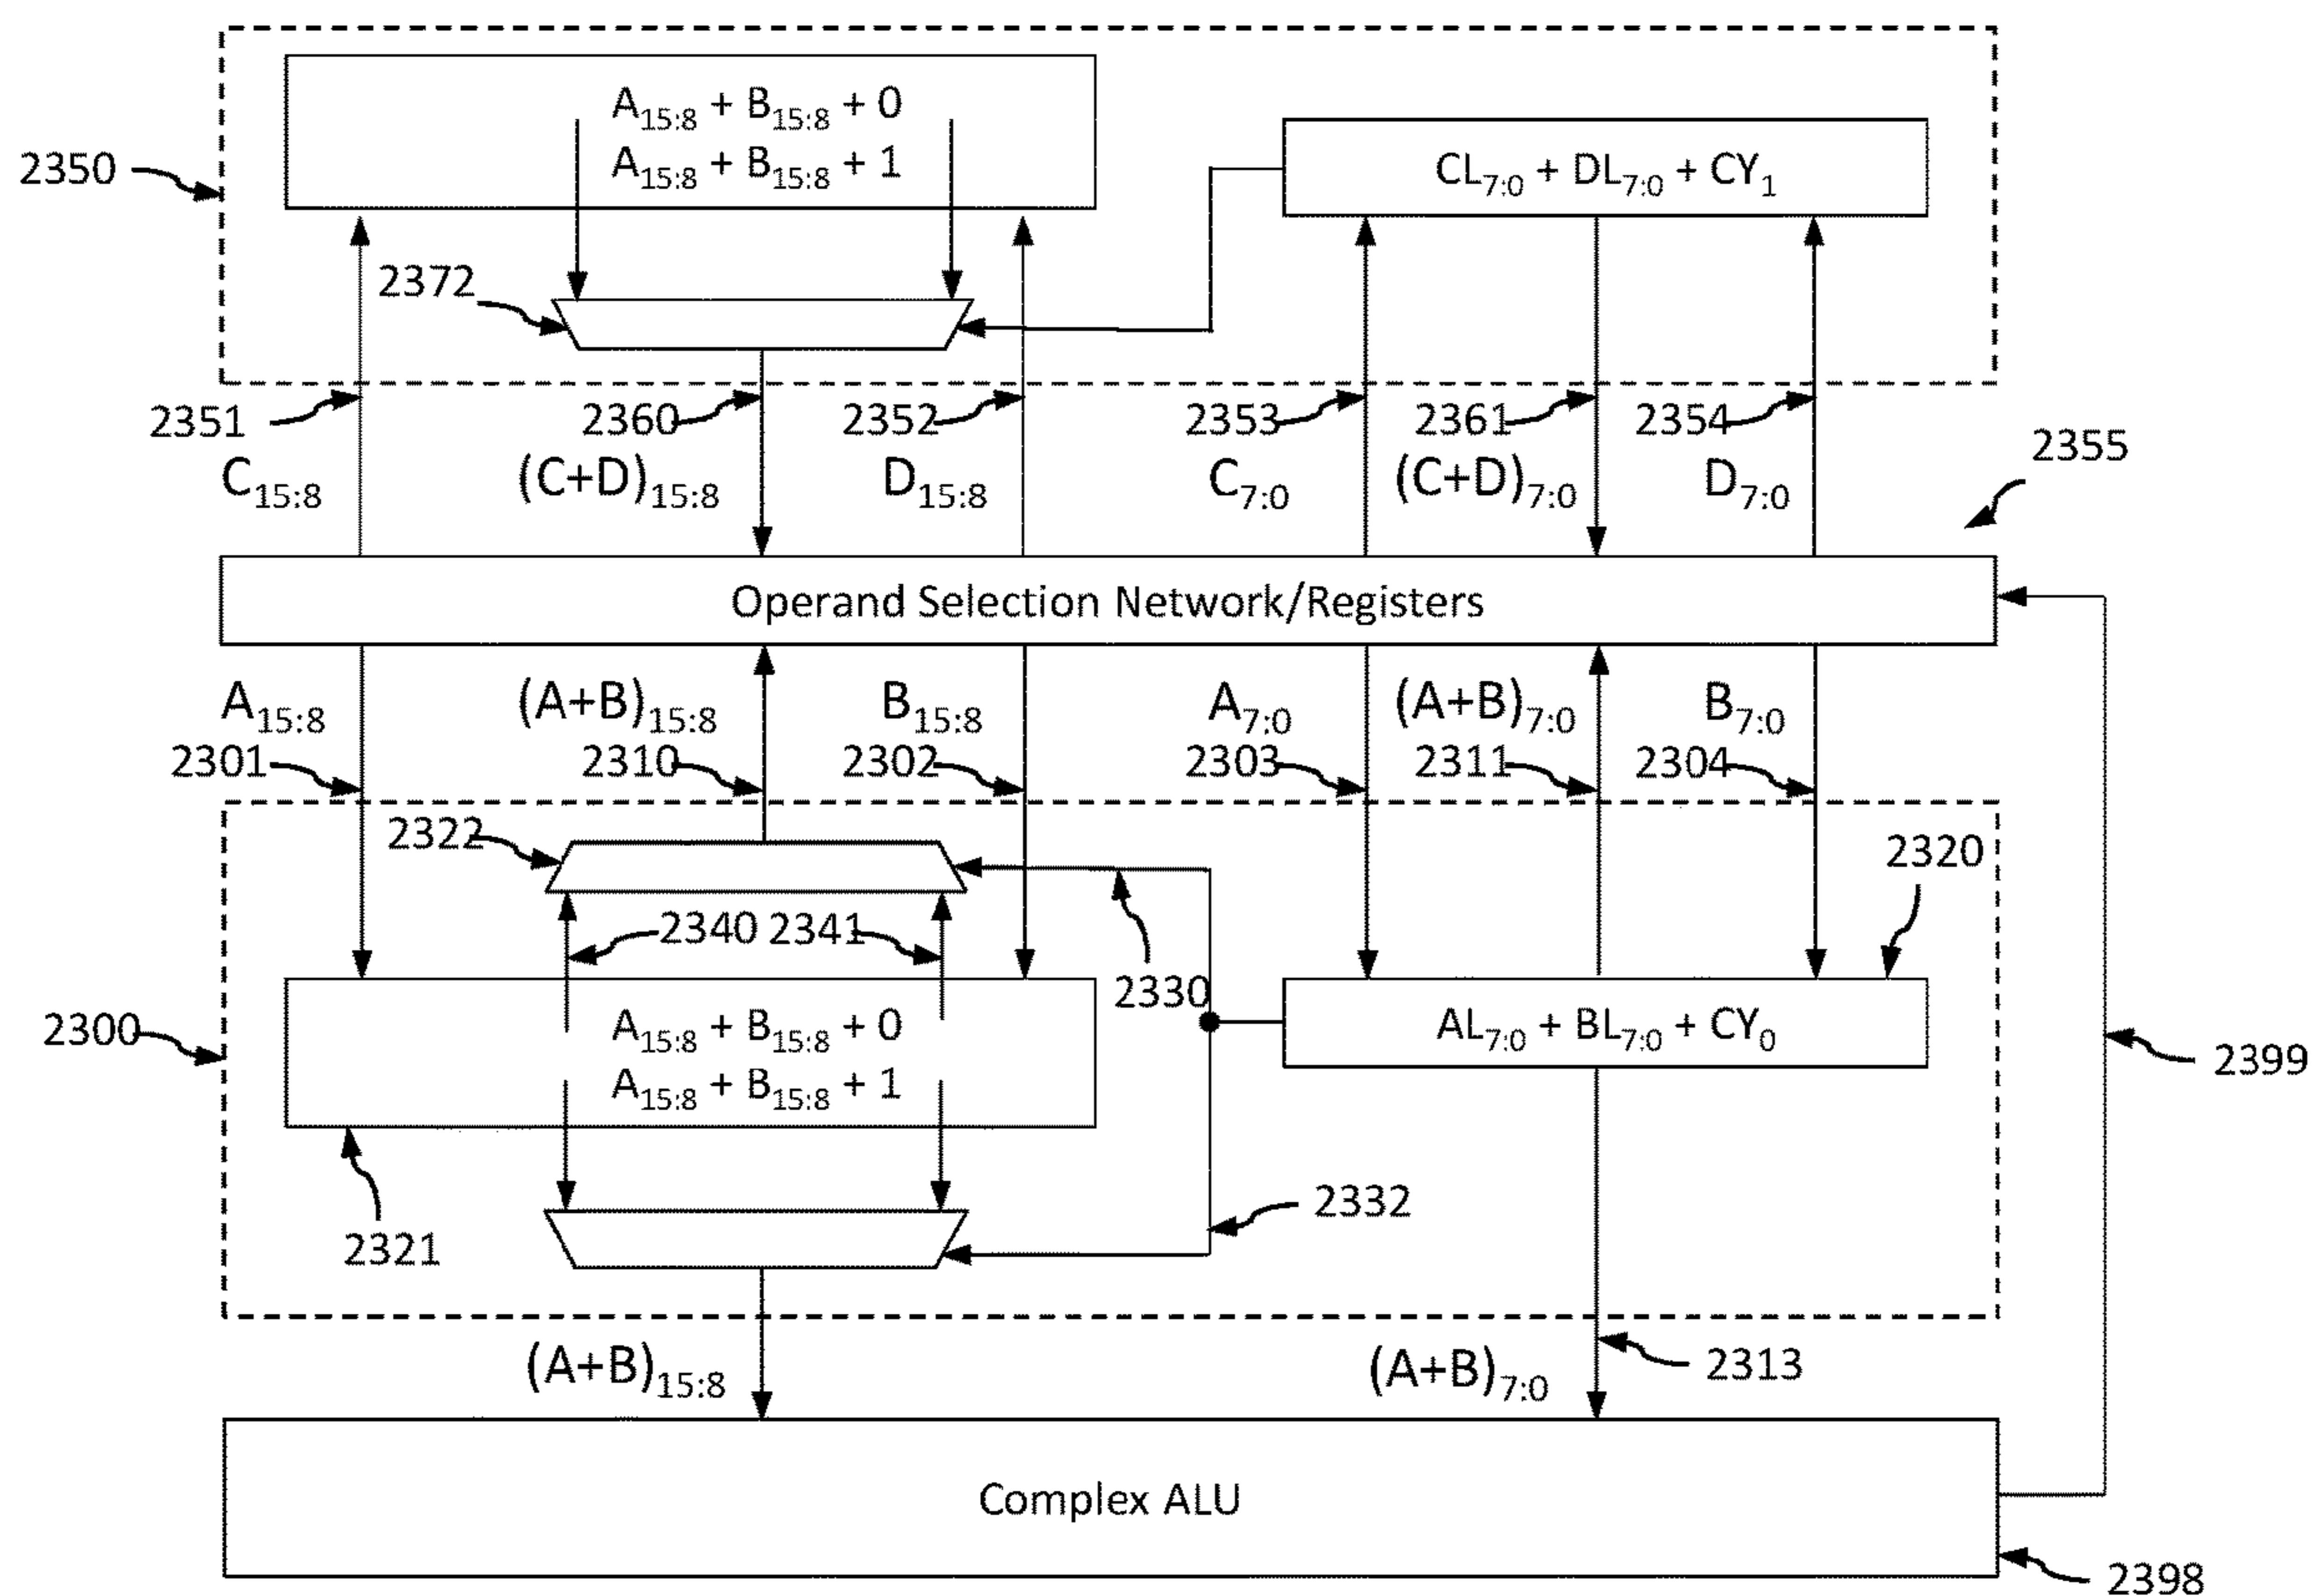 A15:8 + B15:8 + 0
A15:8 + B15:8 + 1
CL7:0 + DL7:0 + CY1
2350
2372
2351
2360
2352
2353
2361
2354
2355
C15:8
(C+D)15:8
D15:8
C7:0
(C+D)7:0
D7:0
Operand Selection Network/Registers
A15:8
(A+B)15:8
B15:8
A7:0
(A+B)7:0
B7:0
2301
2310
2302
2303
2311
2304
2322
2320
2340
2341
2330
2300
A15:8 + B15:8 + 0
A15:8 + B15:8 + 1
AL7:0 + BL7:0 + CY0
2399
2321
2332
(A+B)15:8
(A+B)7:0
2313
Complex ALU
2398